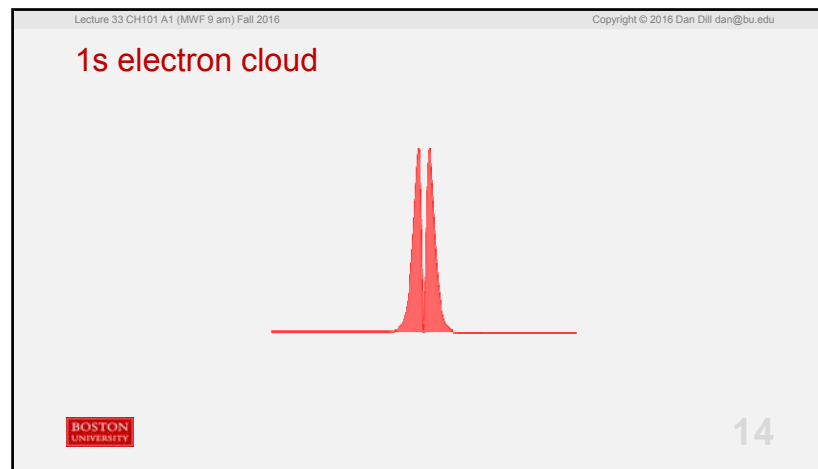 Lecture 33 CH101 A1 (MWF 9 am) Fall 2016
Copyright © 2016 Dan Dill dan@bu.edu
1s electron cloud
BOSTON
UNIVERSITY
14